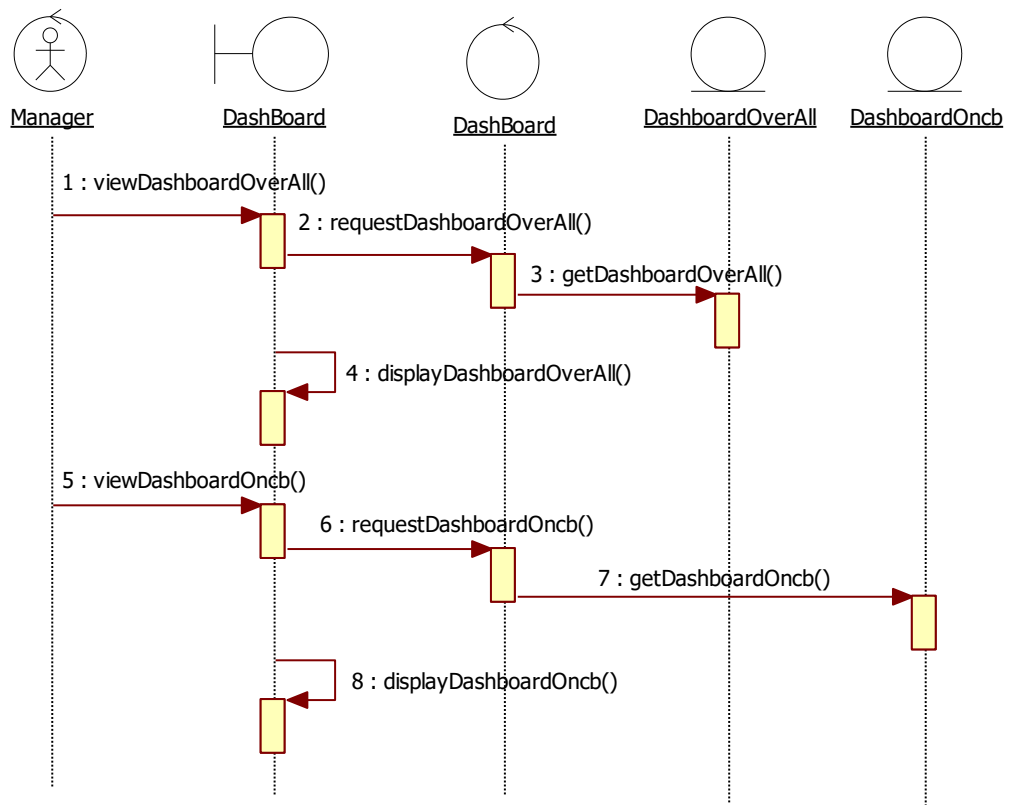 Manager
DashBoard
DashBoard
DashboardOverAll
DashboardOncb
1 : viewDashboardOverAll()
2 : requestDashboardOverAll()
3 : getDashboardOverAll()
4 : displayDashboardOverAll()
5 : viewDashboardOncb()
6 : requestDashboardOncb()
7 : getDashboardOncb()
8 : displayDashboardOncb()